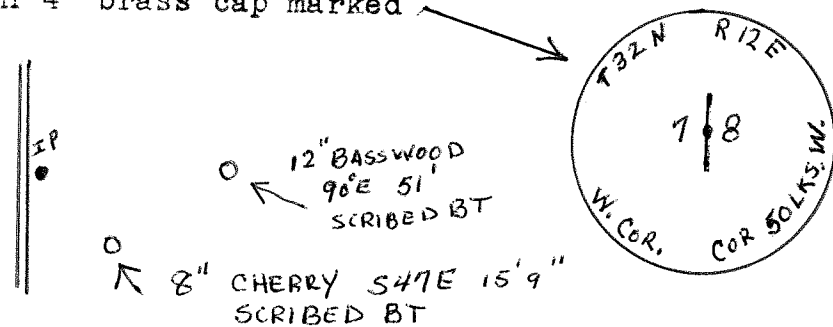 4" brass cap marked
T32N R12E
7 8
W. COR. COR 50LKS. W.
IP
12" BASSWOOD
90°E 51'
SCRIBED BT
8" CHERRY S47E 15'9"
SCRIBED BT